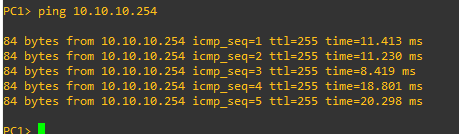 PC1> ping 10.10.10.254
84 bytes from 10.10.10.254 icmp_seq=1 ttl=255 time=11.413 ms
84 bytes from 10.10.10.254 icmp_seq=2 ttl=255 time=11.230 ms
84 bytes from 10.10.10.254 icmp_seq=3 ttl=255 time=8.419 ms
84 bytes from 10.10.10.254 icmp_seq=4 ttl=255 time=18.801 ms
84 bytes from 10.10.10.254 icmp_seq=5 ttl=255 time=20.298 ms
PC1>